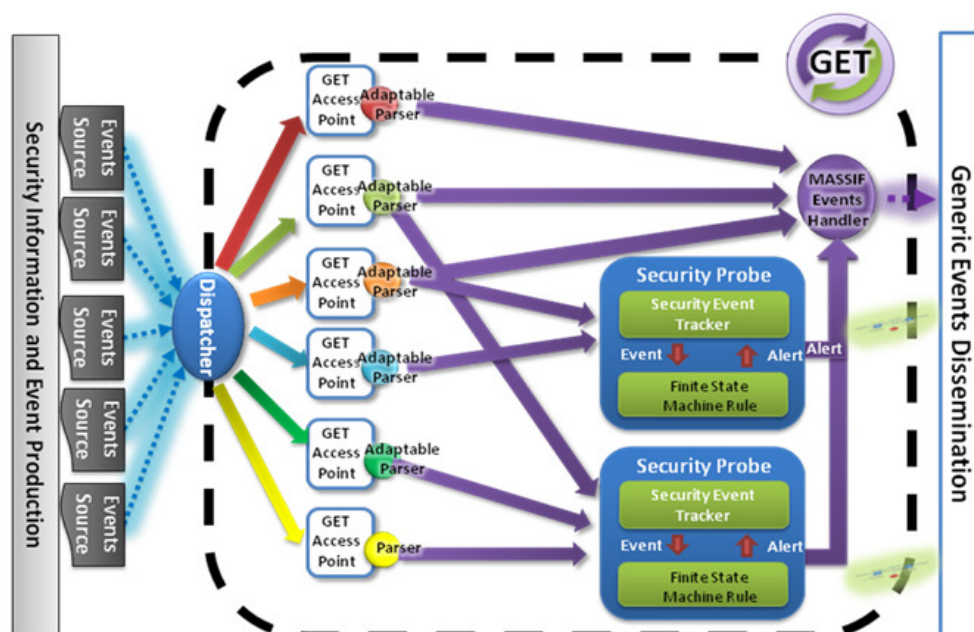 Security Information and Event Production
Events
Source
Events
Source
Events
Source
Events
Source
Events
Source
Dispatcher
GET
Access
Point
Adaptable
Parser
GET
Access
Point
Adaptable
Parser
GET
Access
Point
Adaptable
Parser
GET
Access
Point
Adaptable
Parser
GET
Access
Point
Adaptable
Parser
GET
Access
Point
Parser
GET
MASSIF
Events
Handler
Security Probe
Security Event
Tracker
Event
Alert
Alert
Finite State
Machine Rule
Security Probe
Security Event
Tracker
Event
Alert
Finite State
Machine Rule
Generic Events Dissemination